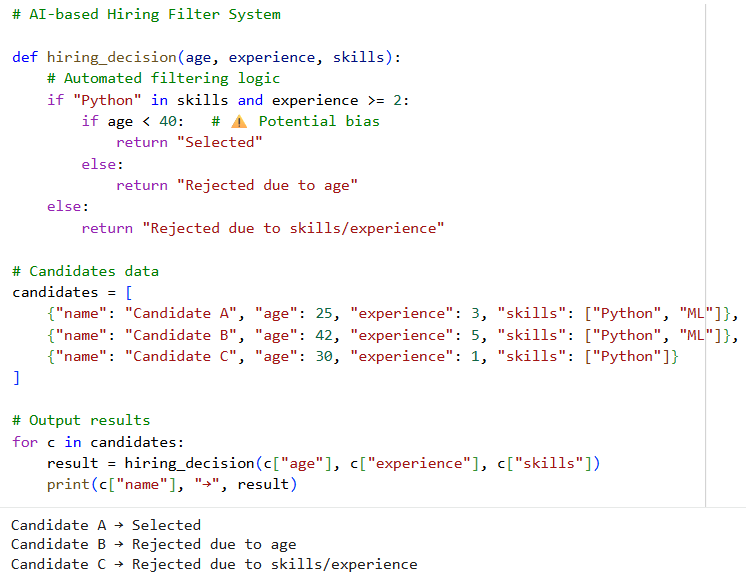 # AI-based Hiring Filter System

def hiring_decision(age, experience, skills):
    # Automated filtering logic
    if "Python" in skills and experience >= 2:
        if age < 40:   # ⚠️ Potential bias
            return "Selected"
        else:
            return "Rejected due to age"
    else:
        return "Rejected due to skills/experience"

# Candidates data
candidates = [
    {"name": "Candidate A", "age": 25, "experience": 3, "skills": ["Python", "ML"]},
    {"name": "Candidate B", "age": 42, "experience": 5, "skills": ["Python", "ML"]},
    {"name": "Candidate C", "age": 30, "experience": 1, "skills": ["Python"]}
]

# Output results
for c in candidates:
    result = hiring_decision(c["age"], c["experience"], c["skills"])
    print(c["name"], "→", result)

Candidate A → Selected
Candidate B → Rejected due to age
Candidate C → Rejected due to skills/experience